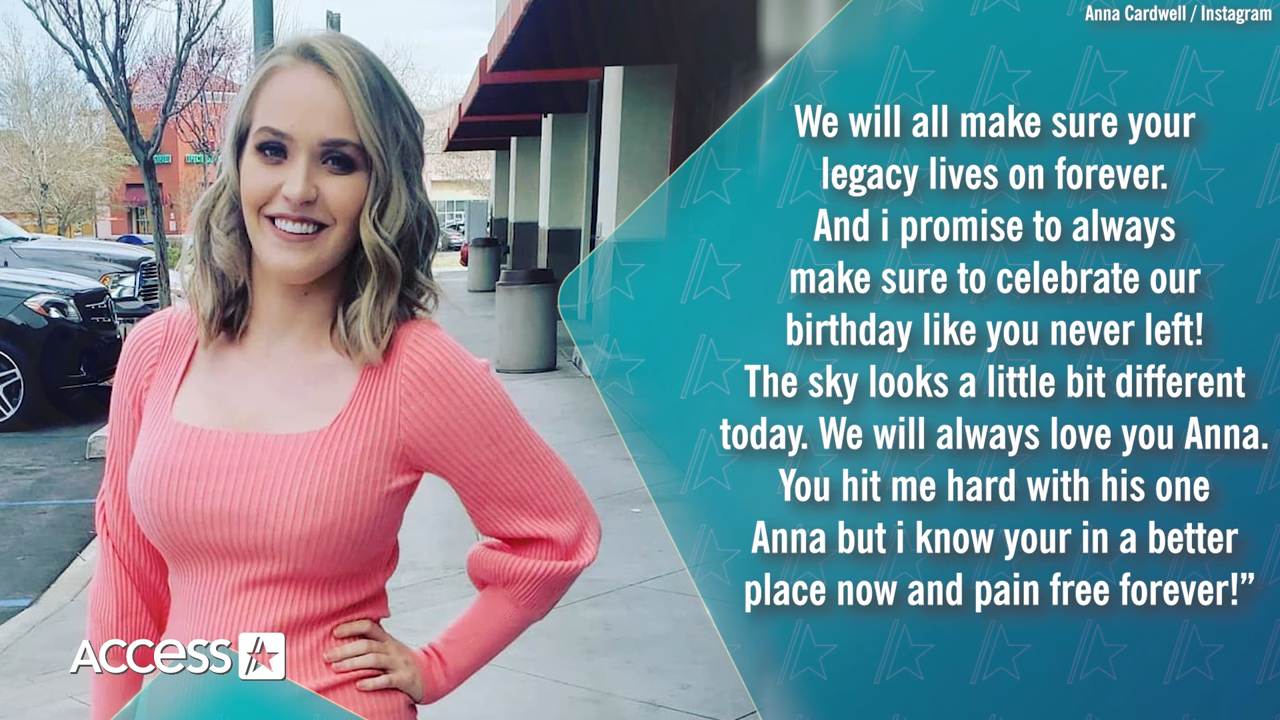 Anna Cardwell / Instagram
We will all make sure your
legacy lives on forever.
And i promise to always
make sure to celebrate our
birthday like you never left!
The sky looks a little bit different
today. We will always love you Anna.
You hit me hard with his one
Anna but i know your in a better
place now and pain free forever!”
ACCESS